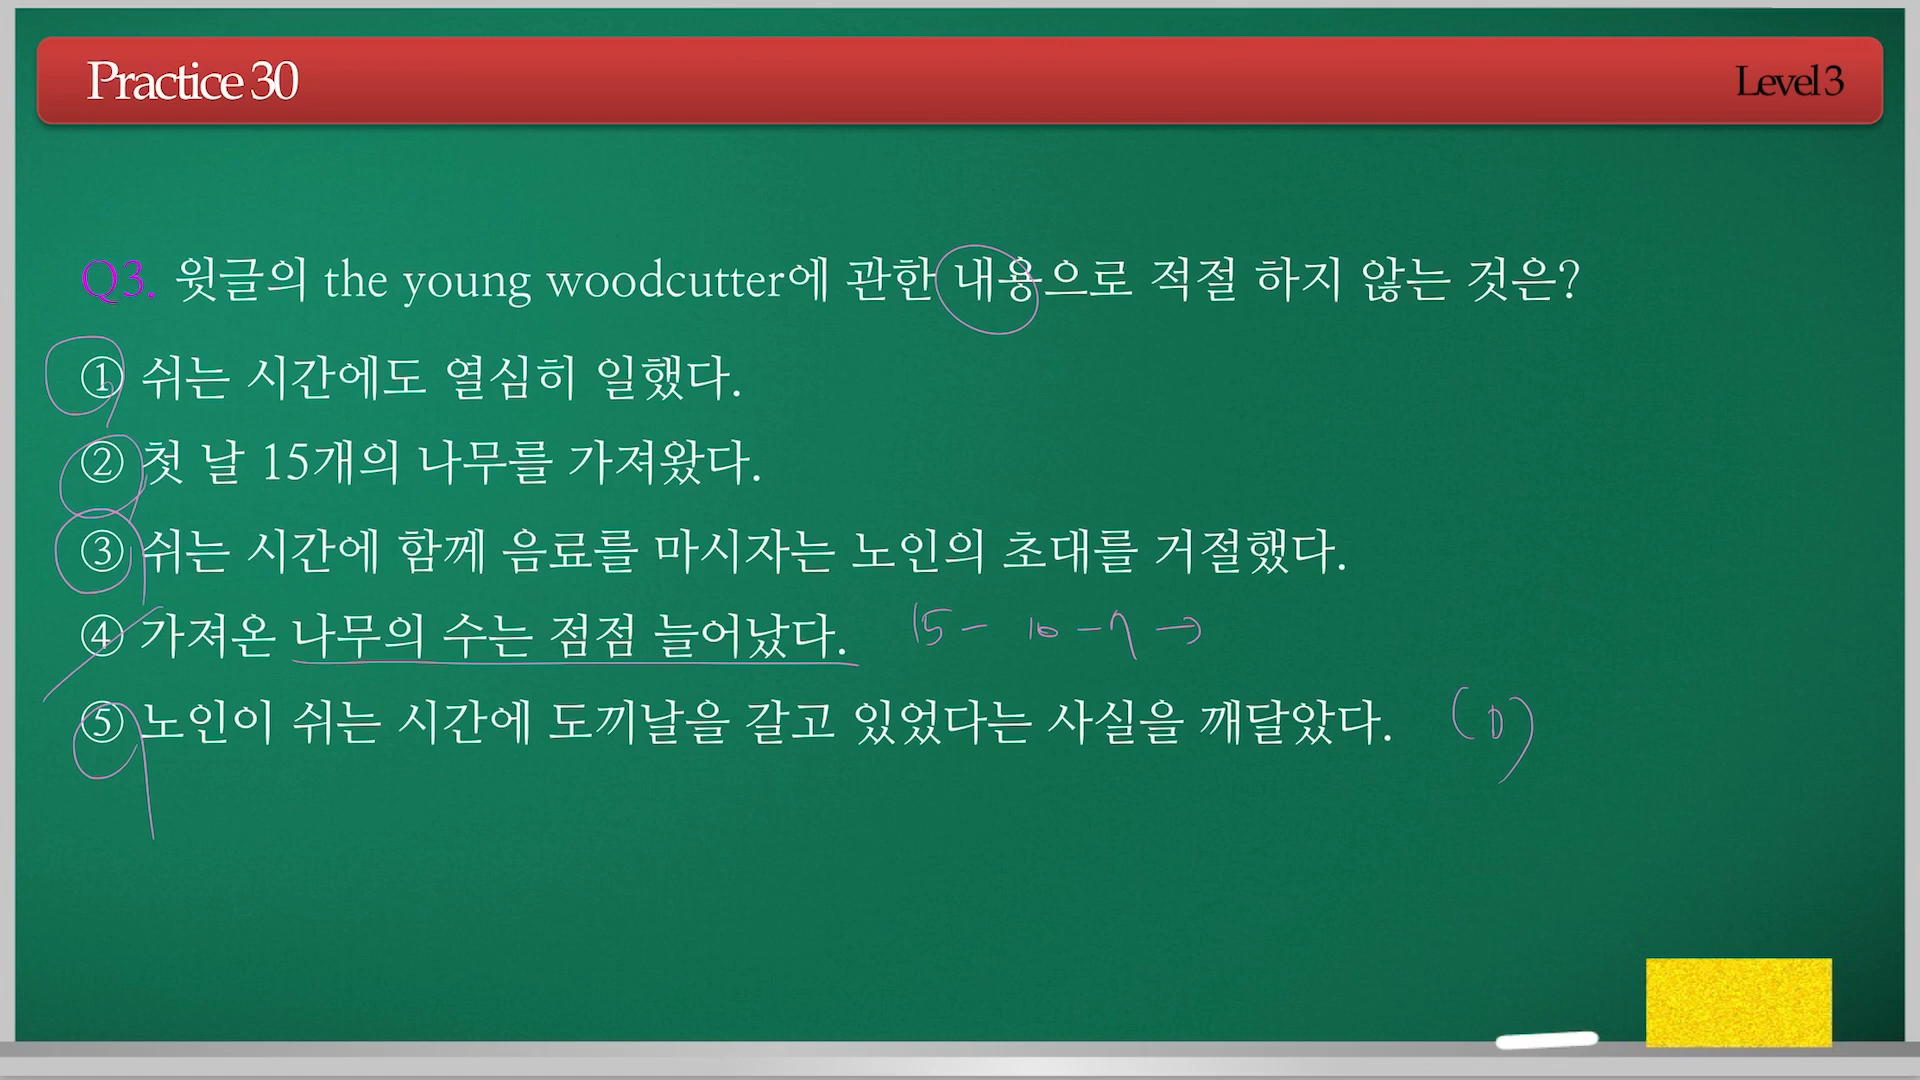 Practice 30
Level 3
Q3. 윗글의 the young woodcutter에 관한 내용으로 적절 하지 않는 것은?
① 쉬는 시간에도 열심히 일했다.
② 첫 날 15개의 나무를 가져왔다.
③ 쉬는 시간에 함께 음료를 마시자는 노인의 초대를 거절했다.
④ 가져온 나무의 수는 점점 늘어났다. 15 - 10 - 7 →
⑤ 노인이 쉬는 시간에 도끼날을 갈고 있었다는 사실을 깨달았다. (D)